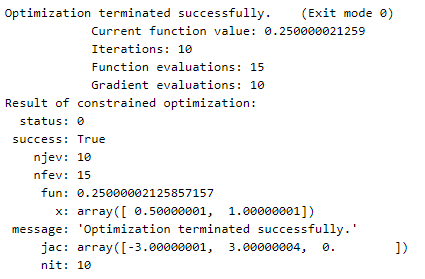 Optimization terminated successfully.    (Exit mode 0)
            Current function value: 0.250000021259
            Iterations: 10
            Function evaluations: 15
            Gradient evaluations: 10
Result of constrained optimization:
  status: 0
 success: True
    njev: 10
    nfev: 15
     fun: 0.25000002125857157
       x: array([ 0.50000001,  1.00000001])
 message: 'Optimization terminated successfully.'
     jac: array([-3.00000001,  3.00000004,  0.        ])
     nit: 10